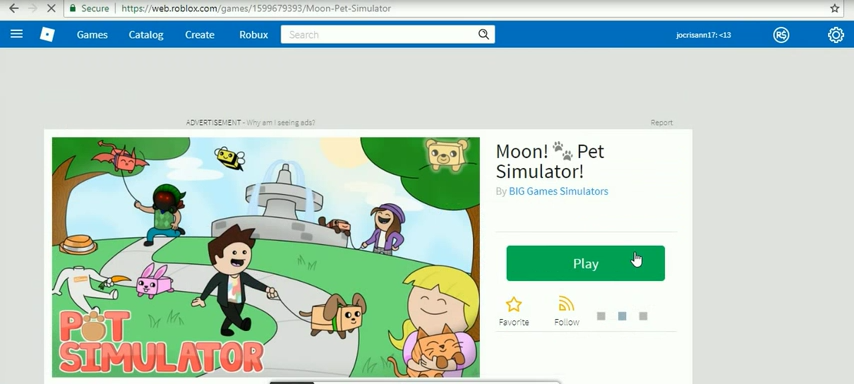 Secure https://web.roblox.com/games/1599679393/Moon-Pet-Simulator
Games Catalog Create Robux Search jocrisann17: <13 R$
ADVERTISEMENT - Why am I seeing ads? Report
Moon! 🐾 Pet
Simulator!
By BIG Games Simulators
Play
Favorite Follow
PET
SIMULATOR